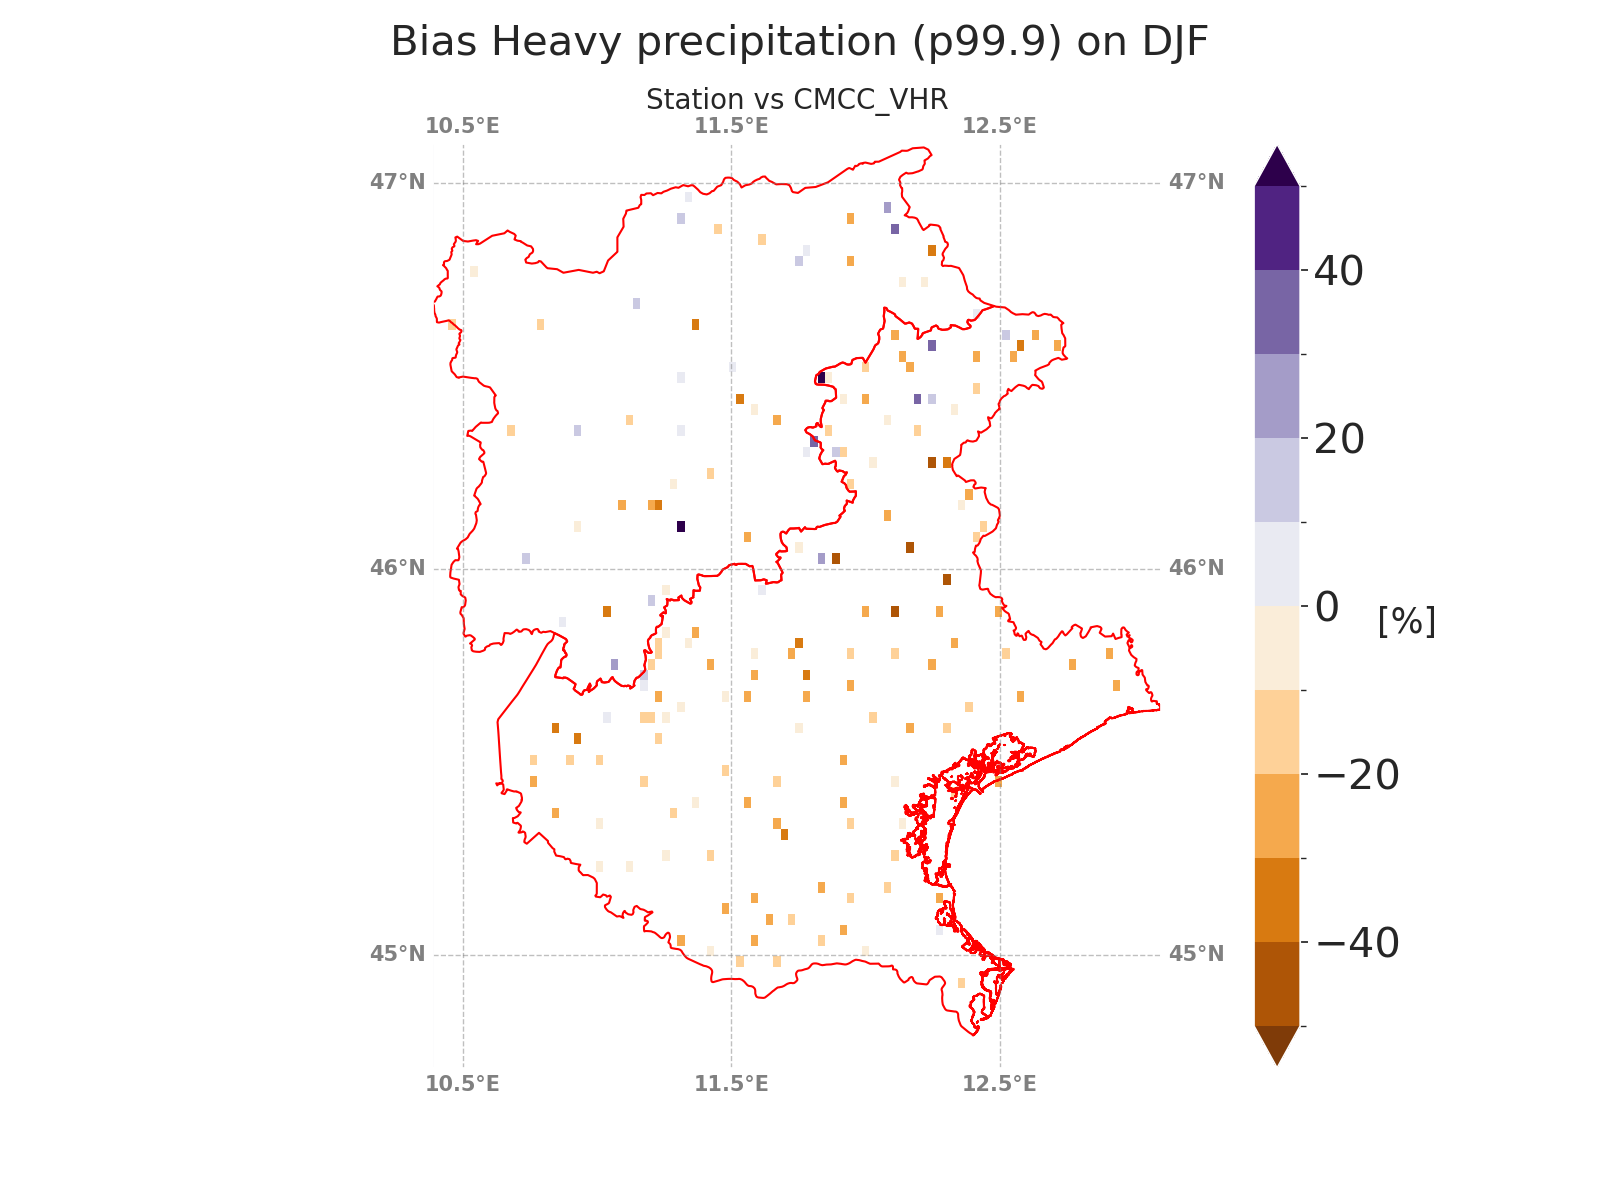 Bias Heavy precipitation (p99.9) on DJF
Station vs CMCC_VHR
10.5°E 11.5°E 12.5°E
47°N 47°N
40
20
46°N 46°N
0 [%]
−20
−40
45°N 45°N
10.5°E 11.5°E 12.5°E